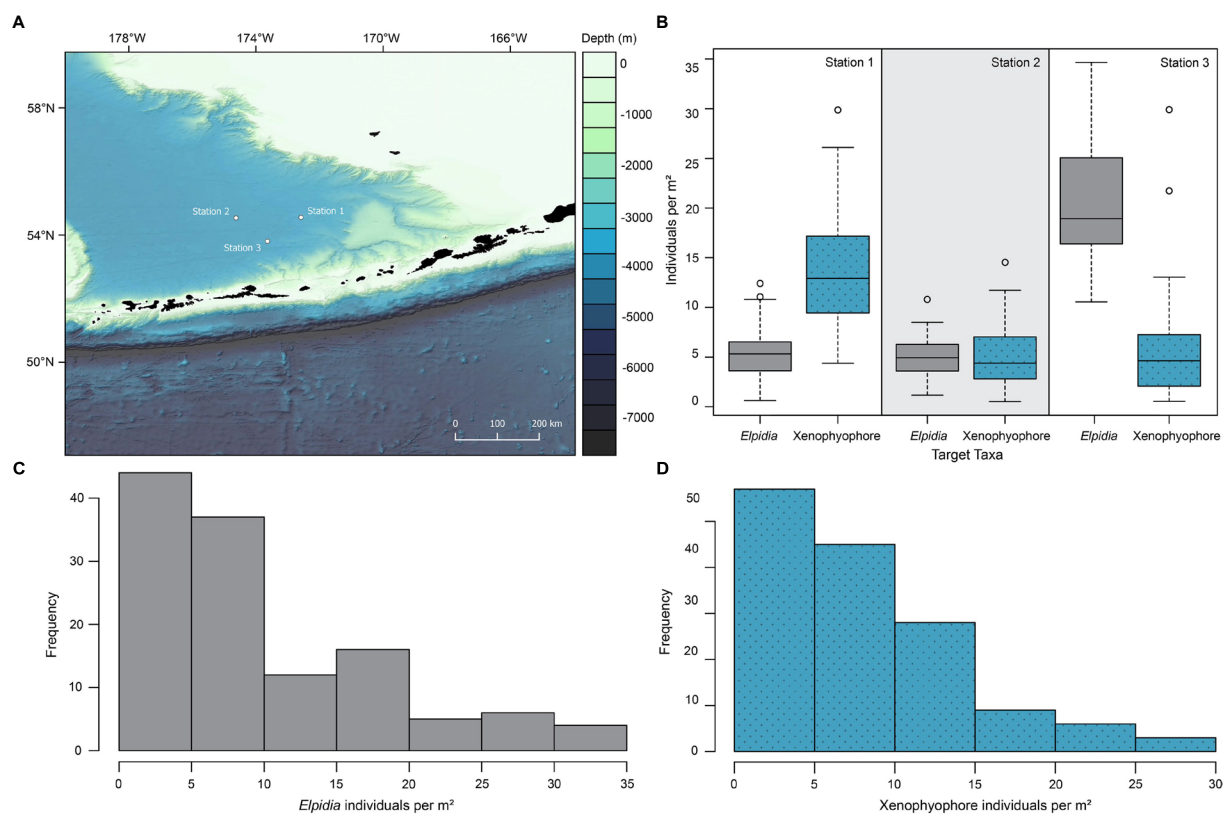 A
178°W 174°W 170°W 166°W
Depth (m)
58°N
54°N
50°N
Station 2
Station 1
Station 3
0 100 200 km
0
-1000
-2000
-3000
-4000
-5000
-6000
-7000
B
Station 1 Station 2 Station 3
Individuals per m²
35
30
25
20
15
10
5
0
Elpidia Xenophyophore Elpidia Xenophyophore Elpidia Xenophyophore
Target Taxa
C
Frequency
40
30
20
10
0
0 5 10 15 20 25 30 35
Elpidia individuals per m²
D
Frequency
50
40
30
20
10
0
0 5 10 15 20 25 30
Xenophyophore individuals per m²